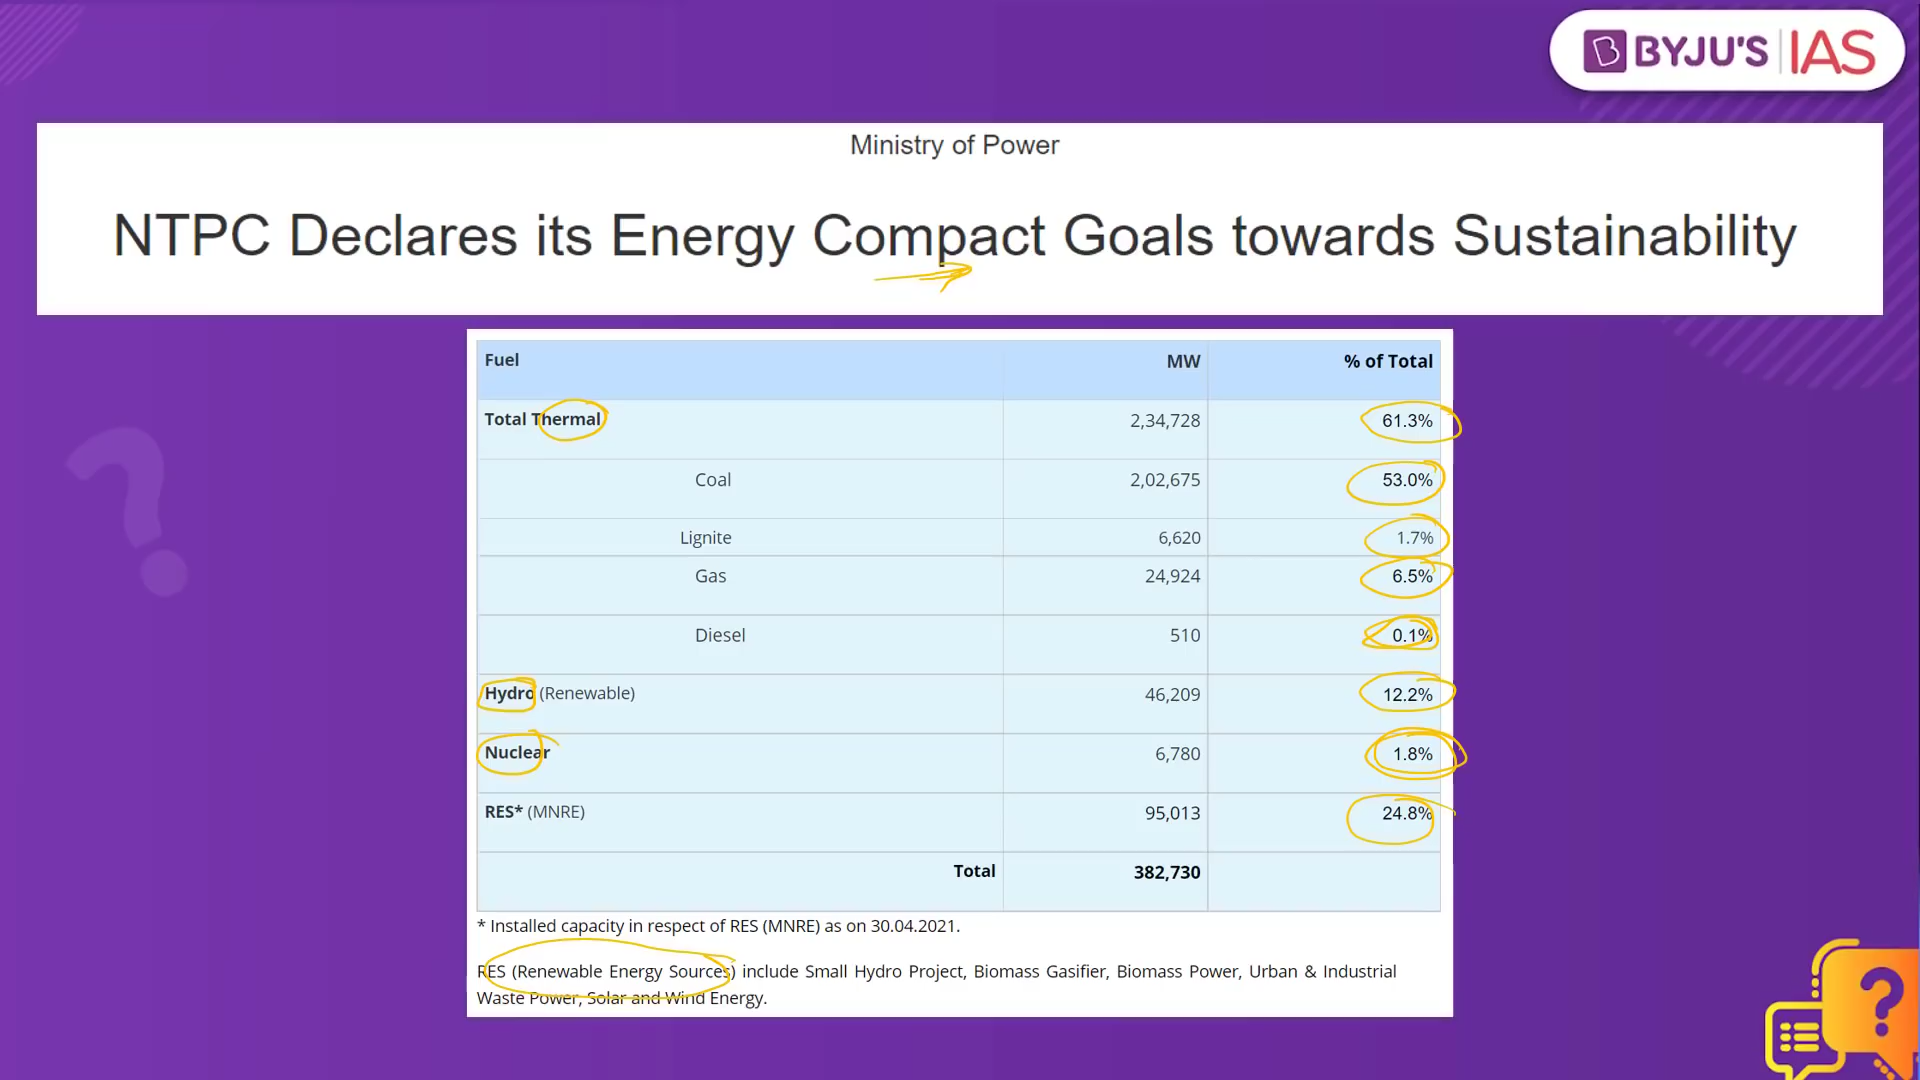 BYJU'S IAS
Ministry of Power
NTPC Declares its Energy Compact Goals towards Sustainability
Fuel MW % of Total
Total Thermal 2,34,728 61.3%
Coal 2,02,675 53.0%
Lignite 6,620 1.7%
Gas 24,924 6.5%
Diesel 510 0.1%
Hydro (Renewable) 46,209 12.2%
Nuclear 6,780 1.8%
RES* (MNRE) 95,013 24.8%
Total 382,730
* Installed capacity in respect of RES (MNRE) as on 30.04.2021.
RES (Renewable Energy Sources) include Small Hydro Project, Biomass Gasifier, Biomass Power, Urban & Industrial
Waste Power, Solar and Wind Energy.